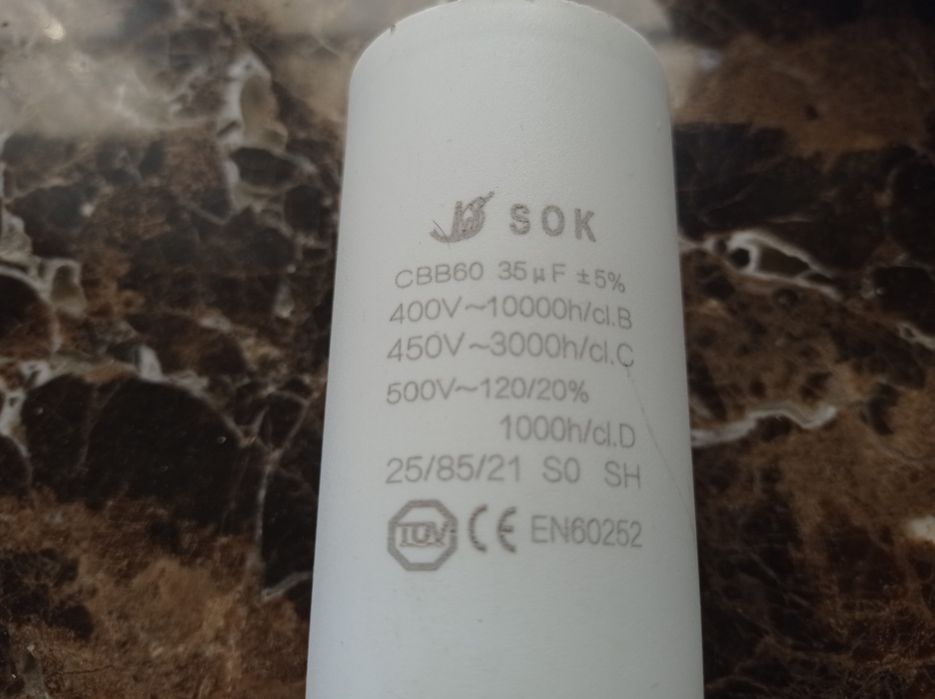 SOK
CBB60 35μF ±5%
400V~10000h/cl.B
450V~3000h/cl.C
500V~120/20%
1000h/cl.D
25/85/21 S0 SH
TÜV CE EN60252